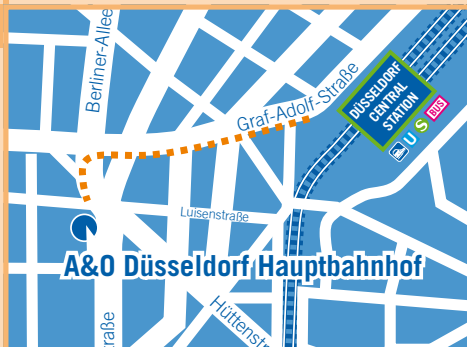 Berliner-Allee
Graf-Adolf-Straße
DÜSSELDORF
CENTRAL
STATION
U S BUS
Luisenstraße
A&O Düsseldorf Hauptbahnhof
Hüttenstr
raße